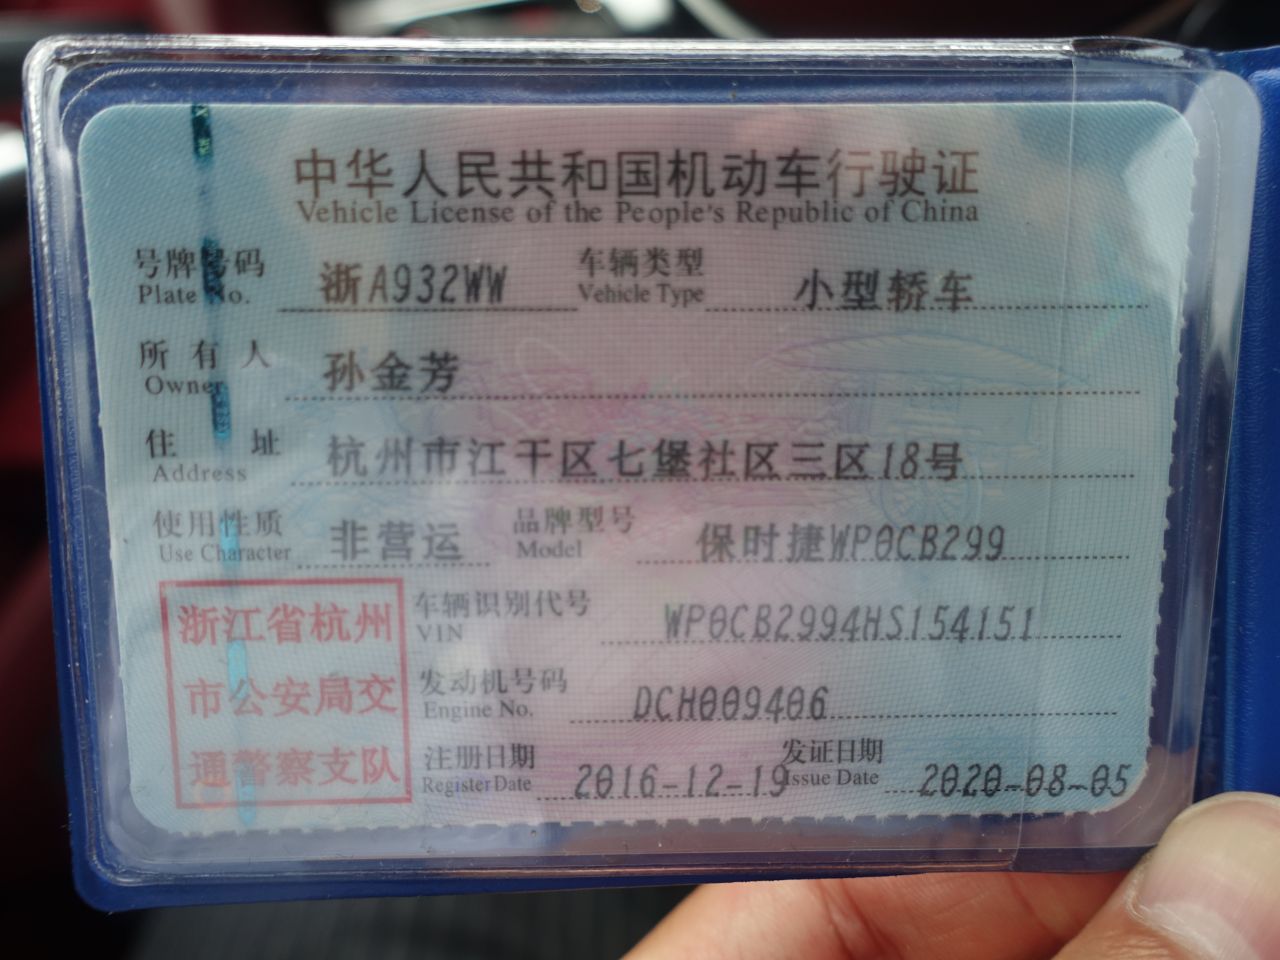 中华人民共和国机动车行驶证
Vehicle License of the People's Republic of China
号牌号码 浙A932WW 车辆类型 小型轿车
Plate No. Vehicle Type
所有人 孙金芳
Owner
住址 杭州市江干区七堡社区三区18号
Address
使用性质 非营运 品牌型号 保时捷WP0CB299
Use Character Model
浙江省杭州
市公安局交
通警察支队
车辆识别代号 WP0CB2994HS154151
VIN
发动机号码 DCH009406
Engine No.
注册日期 2016-12-19 发证日期 2020-08-05
Register Date Issue Date